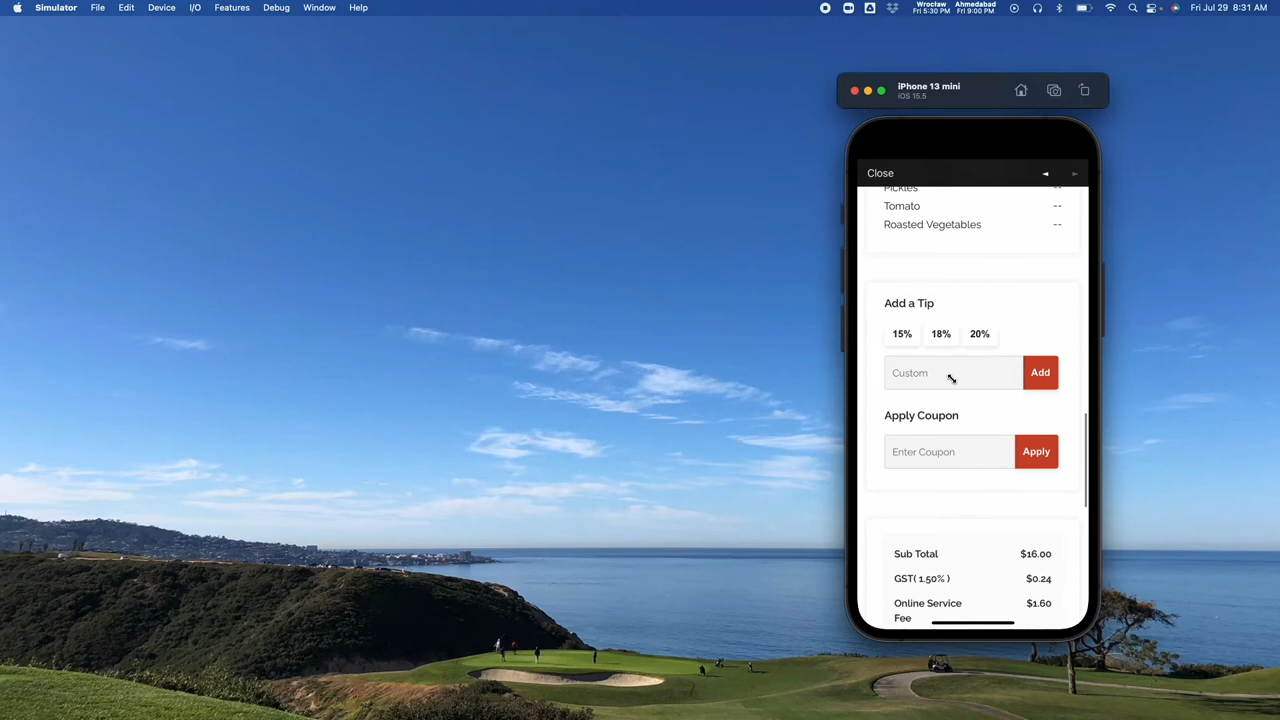 Simulator File Edit Device I/O Features Debug Window Help
Wrocław Ahmedabad
Fri 5:30 PM Fri 9:00 PM
Fri Jul 29 8:31 AM
iPhone 13 mini
iOS 15.5
Close
Pickles --
Tomato --
Roasted Vegetables --
Add a Tip
15% 18% 20%
Custom Add
Apply Coupon
Enter Coupon Apply
Sub Total $16.00
GST( 1.50% ) $0.24
Online Service $1.60
Fee